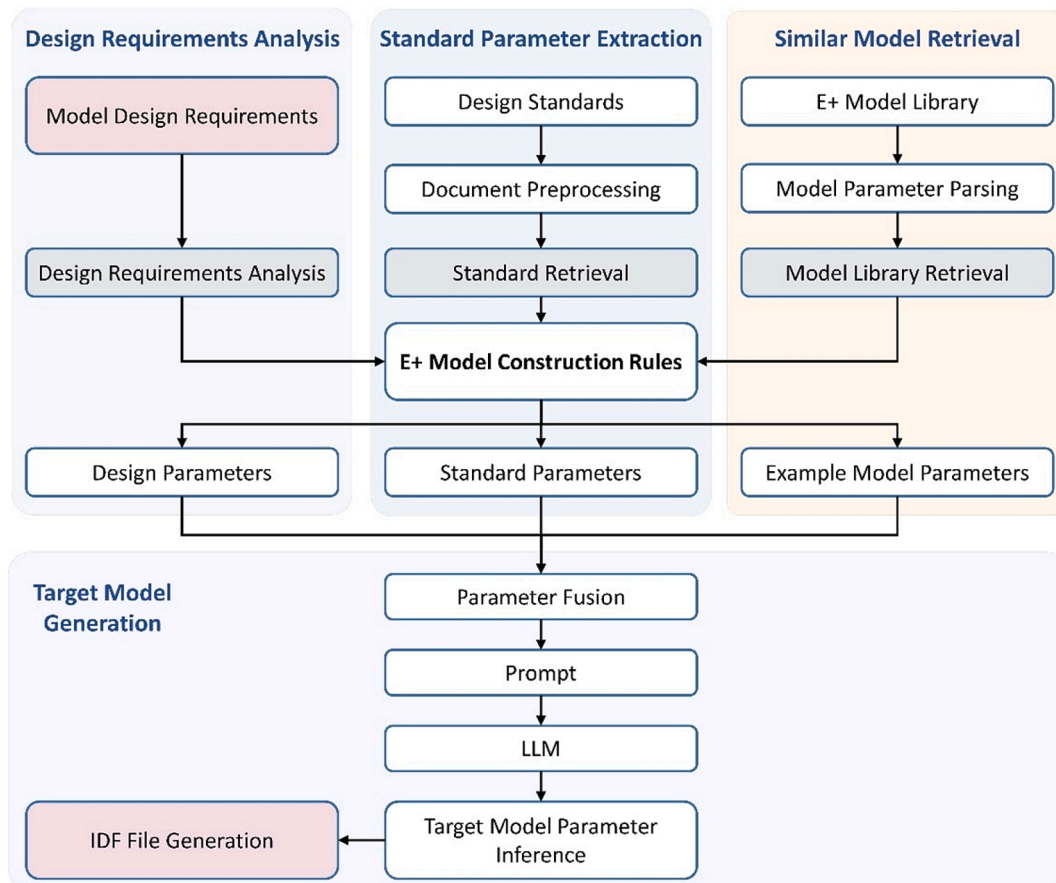 Design Requirements Analysis
Standard Parameter Extraction
Similar Model Retrieval
Model Design Requirements
Design Standards
E+ Model Library
Document Preprocessing
Model Parameter Parsing
Design Requirements Analysis
Standard Retrieval
Model Library Retrieval
E+ Model Construction Rules
Design Parameters
Standard Parameters
Example Model Parameters
Target Model
Generation
Parameter Fusion
Prompt
LLM
Target Model Parameter
Inference
IDF File Generation